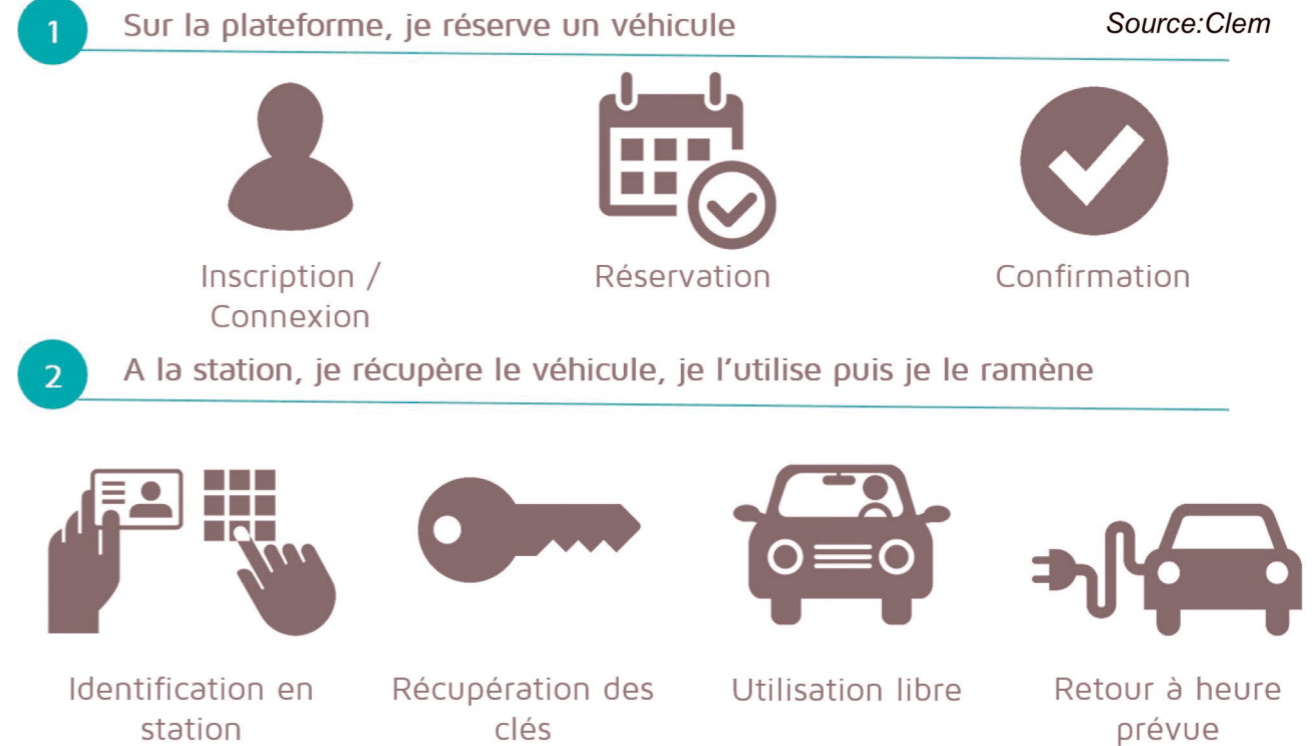 1 Sur la plateforme, je réserve un véhicule
Source:Clem
Inscription /
Connexion
Réservation
Confirmation
2 A la station, je récupère le véhicule, je l'utilise puis je le ramène
Identification en
station
Récupération des
clés
Utilisation libre
Retour à heure
prévue